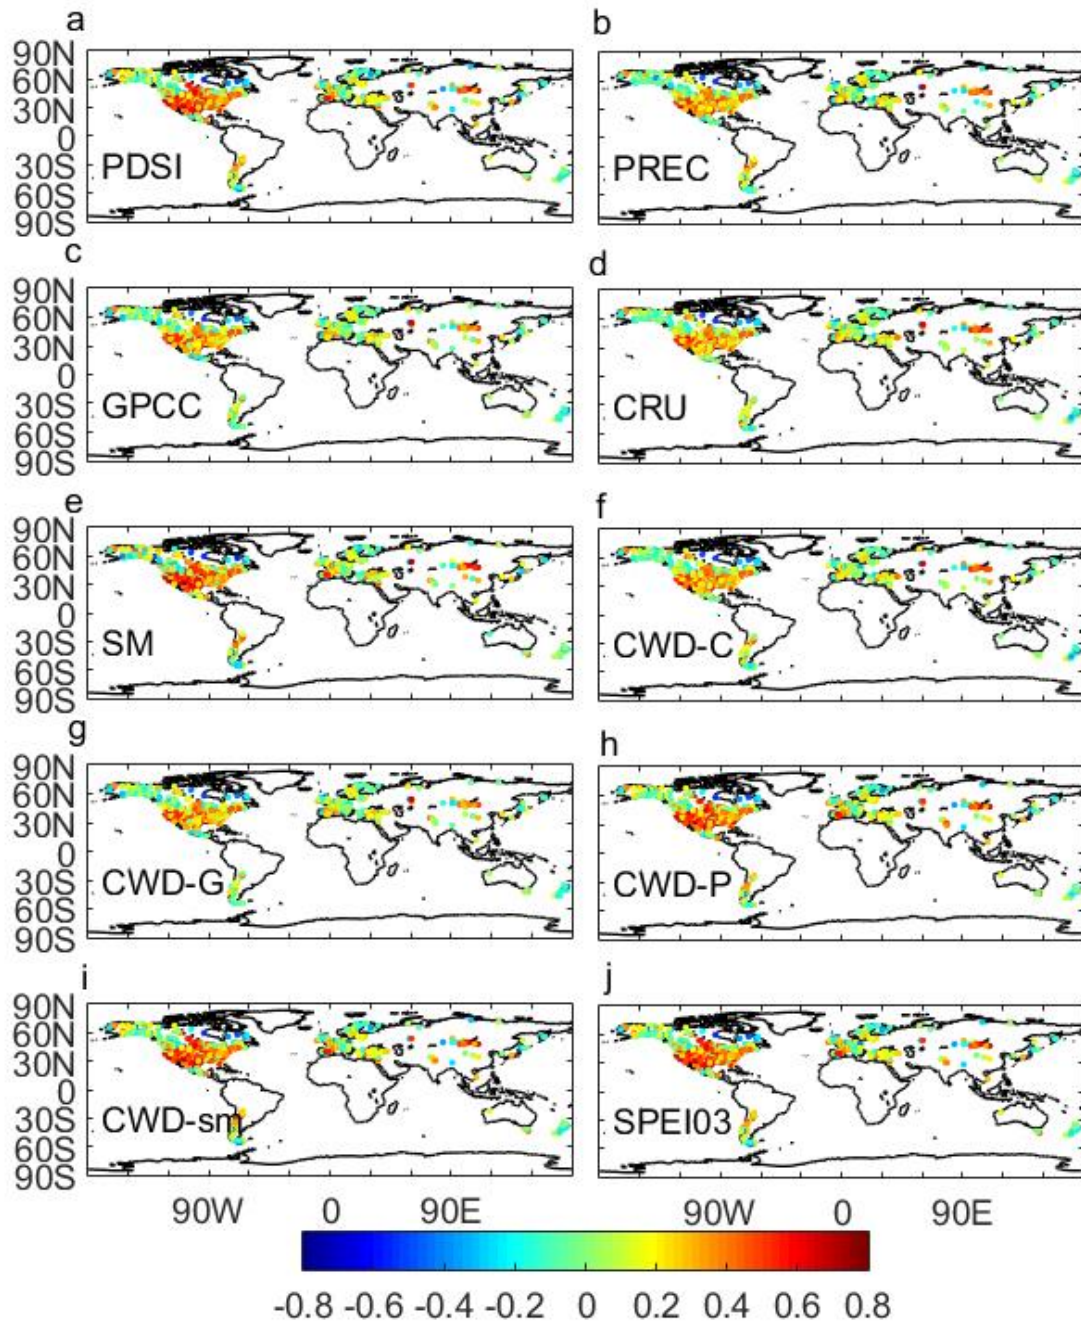 a
b
90N
60N
30N
0
30S
60S
90S
PDSI
PREC
c
d
90N
60N
30N
0
30S
60S
90S
GPCC
CRU
e
f
90N
60N
30N
0
30S
60S
90S
SM
CWD-C
g
h
90N
60N
30N
0
30S
60S
90S
CWD-G
CWD-P
i
j
90N
60N
30N
0
30S
60S
90S
CWD-sm
SPEI03
90W 0 90E
90W 0 90E
-0.8 -0.6 -0.4 -0.2 0 0.2 0.4 0.6 0.8